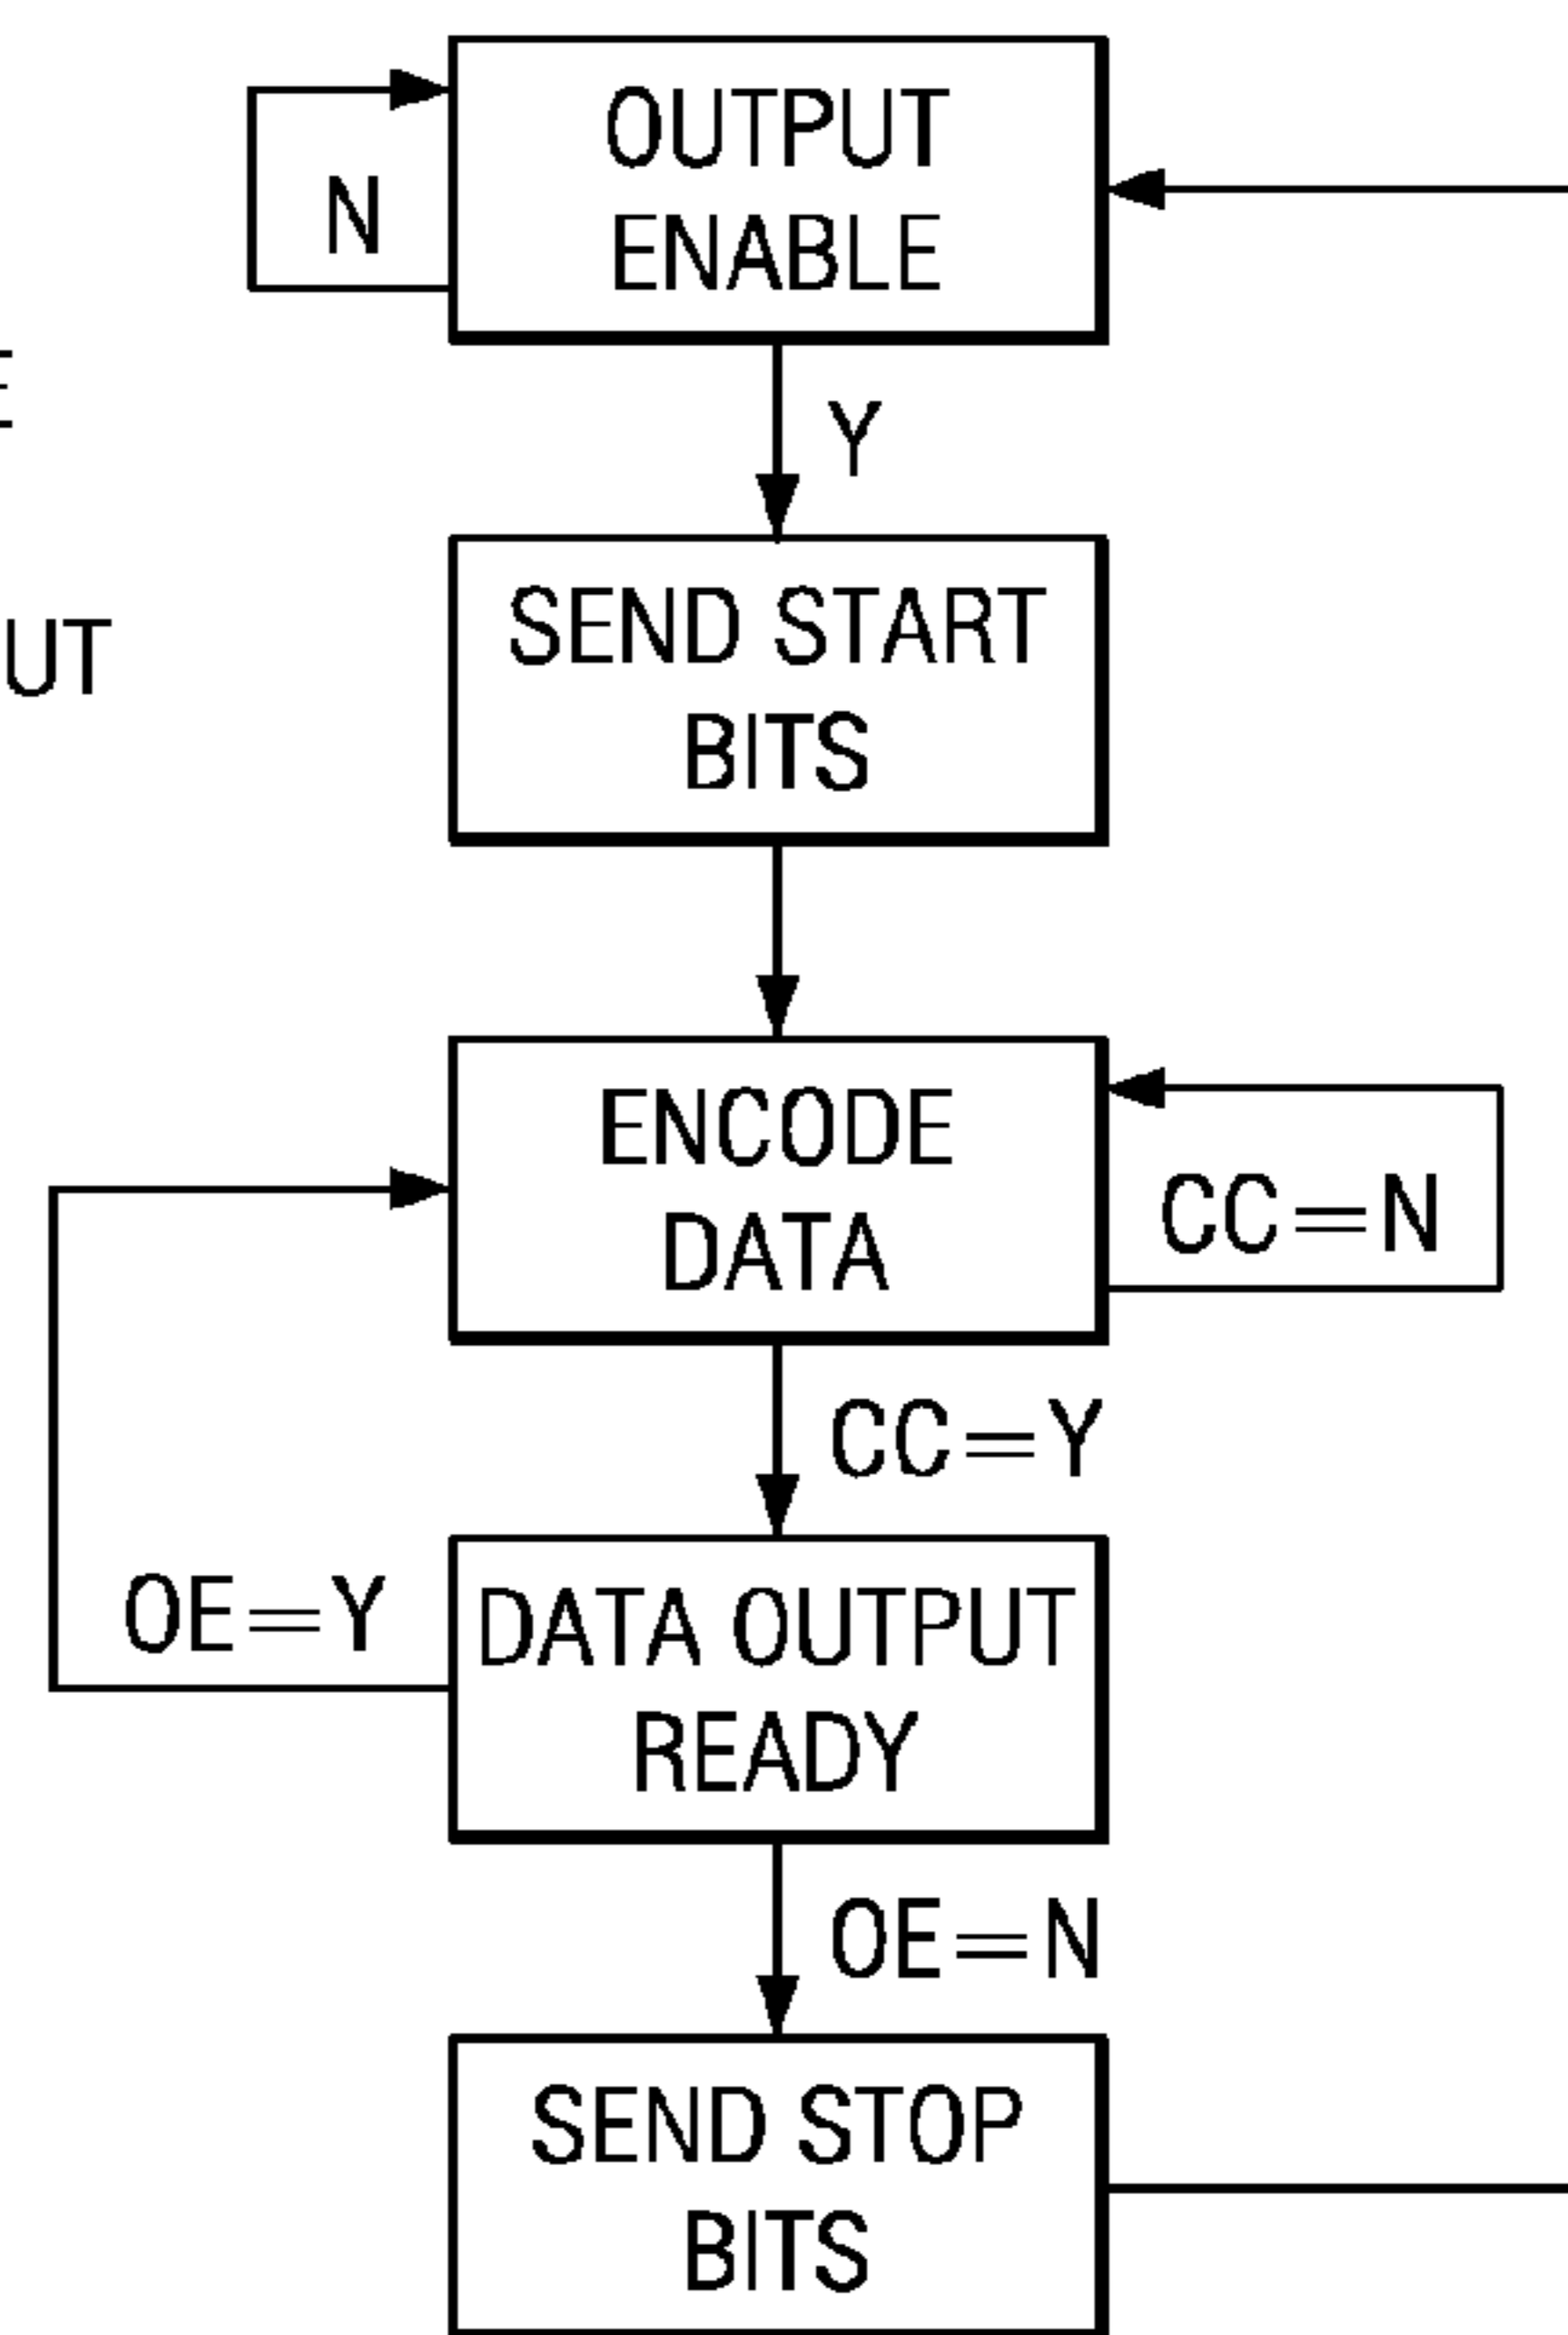 OUTPUT
ENABLE
N
Y
UT
SEND START
BITS
ENCODE
DATA
CC=N
CC=Y
OE=Y
DATA OUTPUT
READY
OE=N
SEND STOP
BITS